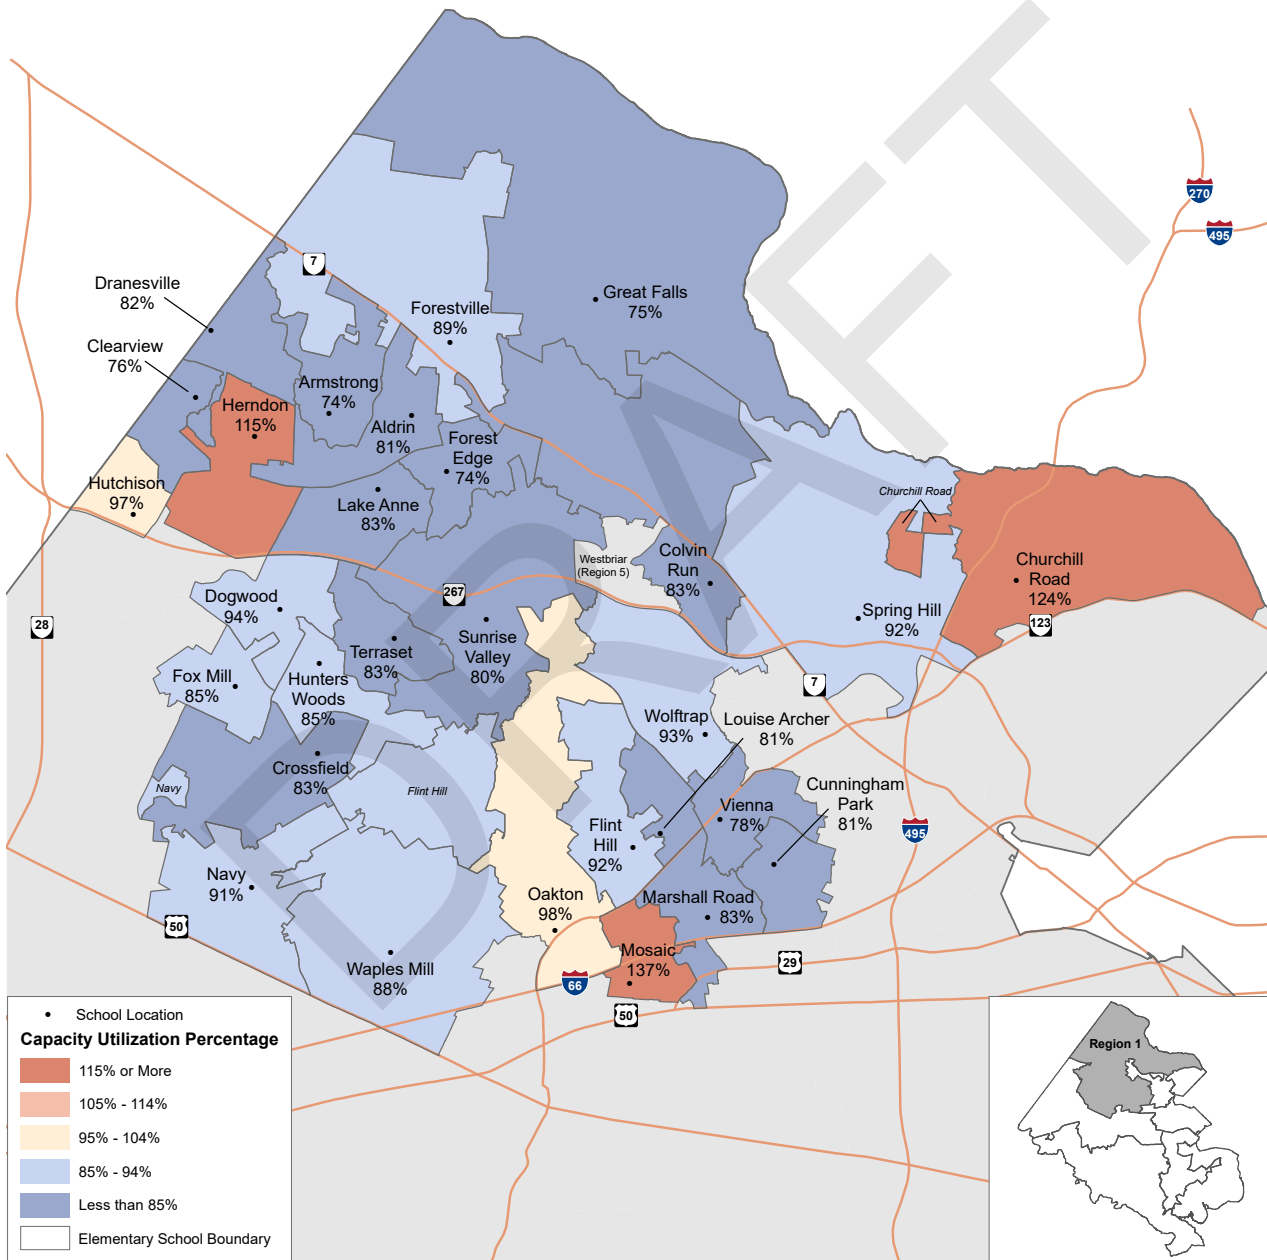 DRAFT
270
495
7
Dranesville
82%
Great Falls
75%
Forestville
89%
Clearview
76%
Armstrong
74%
Herndon
115%
Aldrin
81%
Forest
Edge
74%
Hutchison
97%
Lake Anne
83%
Churchill Road
Westbriar
(Region 5)
Colvin
Run
83%
Churchill
Road
124%
267
Dogwood
94%
28
Spring Hill
92%
123
Sunrise
Valley
80%
Terraset
83%
Fox Mill
85%
Hunters
Woods
85%
7
Wolftrap
93%
Louise Archer
81%
Crossfield
83%
Navy
Flint Hill
Cunningham
Park
81%
Vienna
78%
Flint
Hill
92%
495
Navy
91%
Oakton
98%
Marshall Road
83%
50
Mosaic
137%
Waples Mill
88%
29
66
50
School Location
Capacity Utilization Percentage
115% or More
105% - 114%
95% - 104%
85% - 94%
Less than 85%
Elementary School Boundary
Region 1